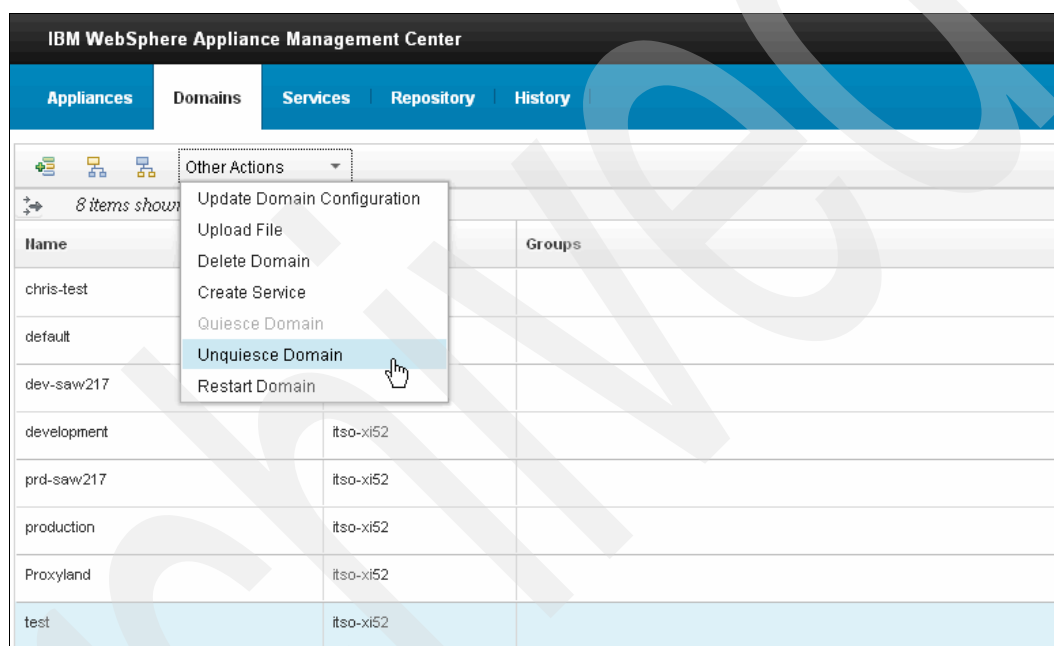 IBM WebSphere Appliance Management Center
Appliances Domains Services Repository History
Other Actions
8 items shown
Update Domain Configuration
Upload File
Delete Domain
Create Service
Quiesce Domain
Unquiesce Domain
Restart Domain
Name Groups
chris-test
default
dev-saw217
development itso-xi52
prd-saw217 itso-xi52
production itso-xi52
Proxyland itso-xi52
test itso-xi52